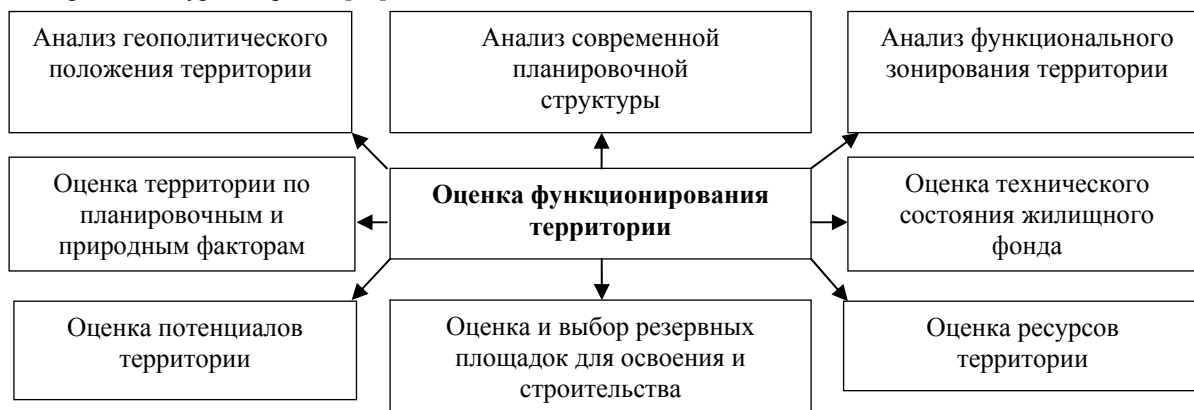 Анализ геополитического
положения территории
Анализ современной
планировочной
структуры
Анализ функционального
зонирования территории
Оценка территории по
планировочным и
природным факторам
Оценка функционирования
территории
Оценка технического
состояния жилищного
фонда
Оценка потенциалов
территории
Оценка и выбор резервных
площадок для освоения и
строительства
Оценка ресурсов
территории